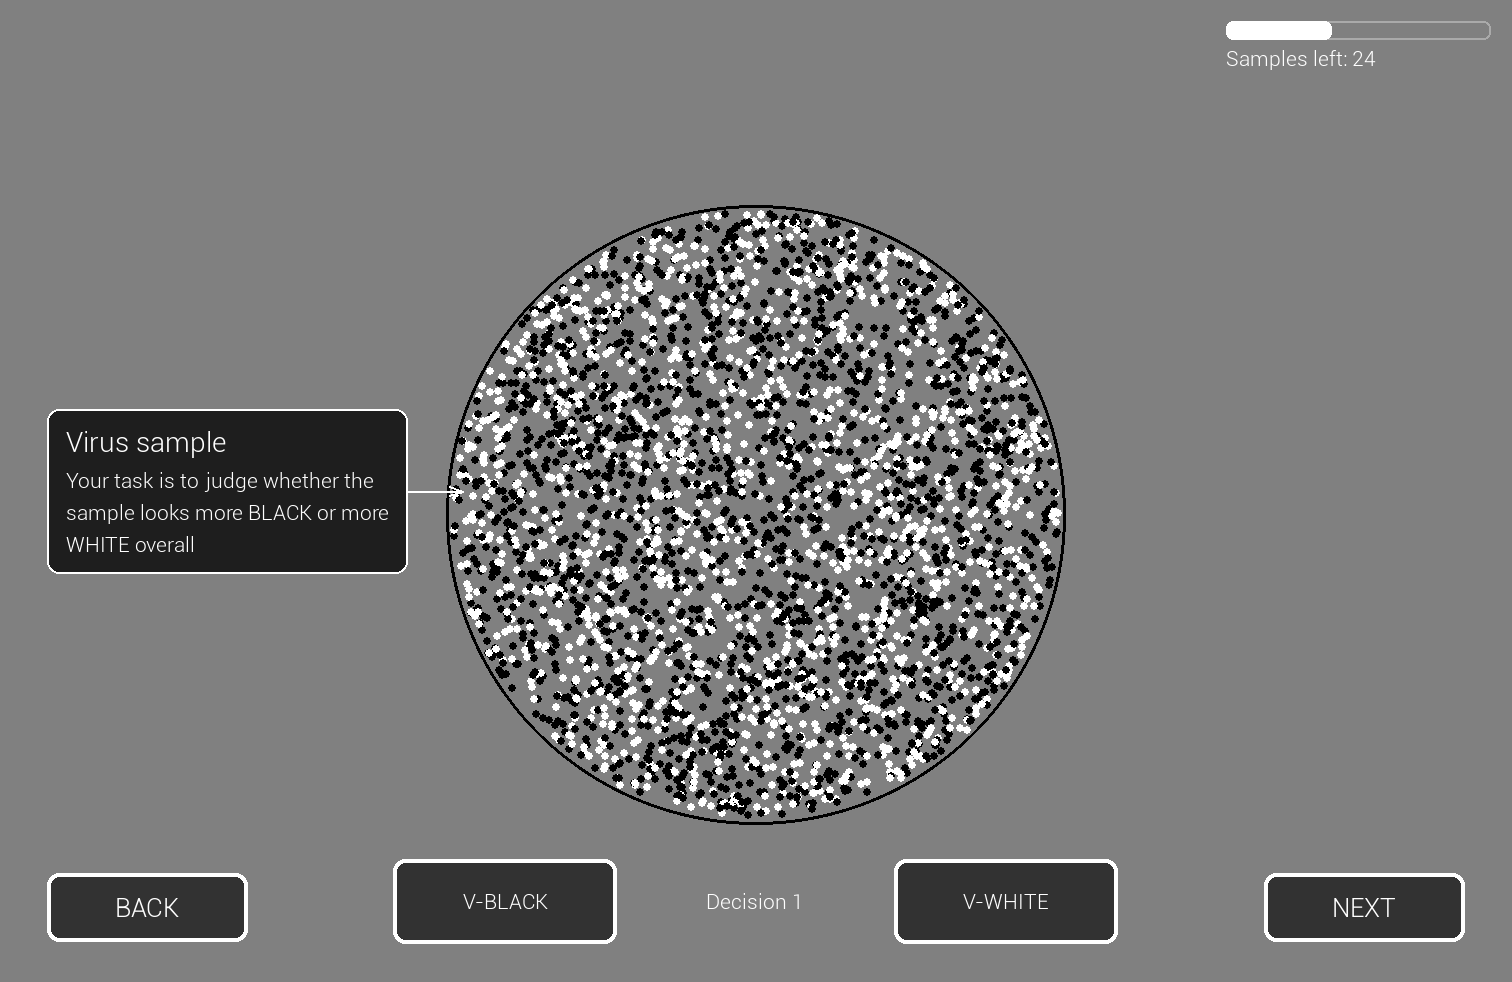 Samples left: 24
Virus sample
Your task is to judge whether the
sample looks more BLACK or more
WHITE overall
BACK
V-BLACK
Decision 1
V-WHITE
NEXT